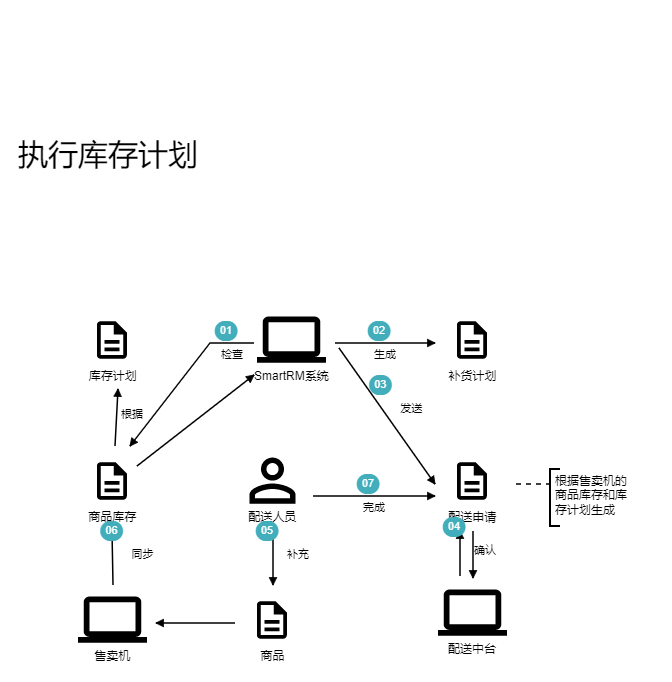 执行库存计划
01
检查
02
生成
库存计划
SmartRM系统
补货计划
03
发送
根据
07
完成
根据售卖机的
商品库存和库
存计划生成
商品库存
配送人员
配送申请
06
同步
05
补充
04
确认
售卖机
商品
配送中台